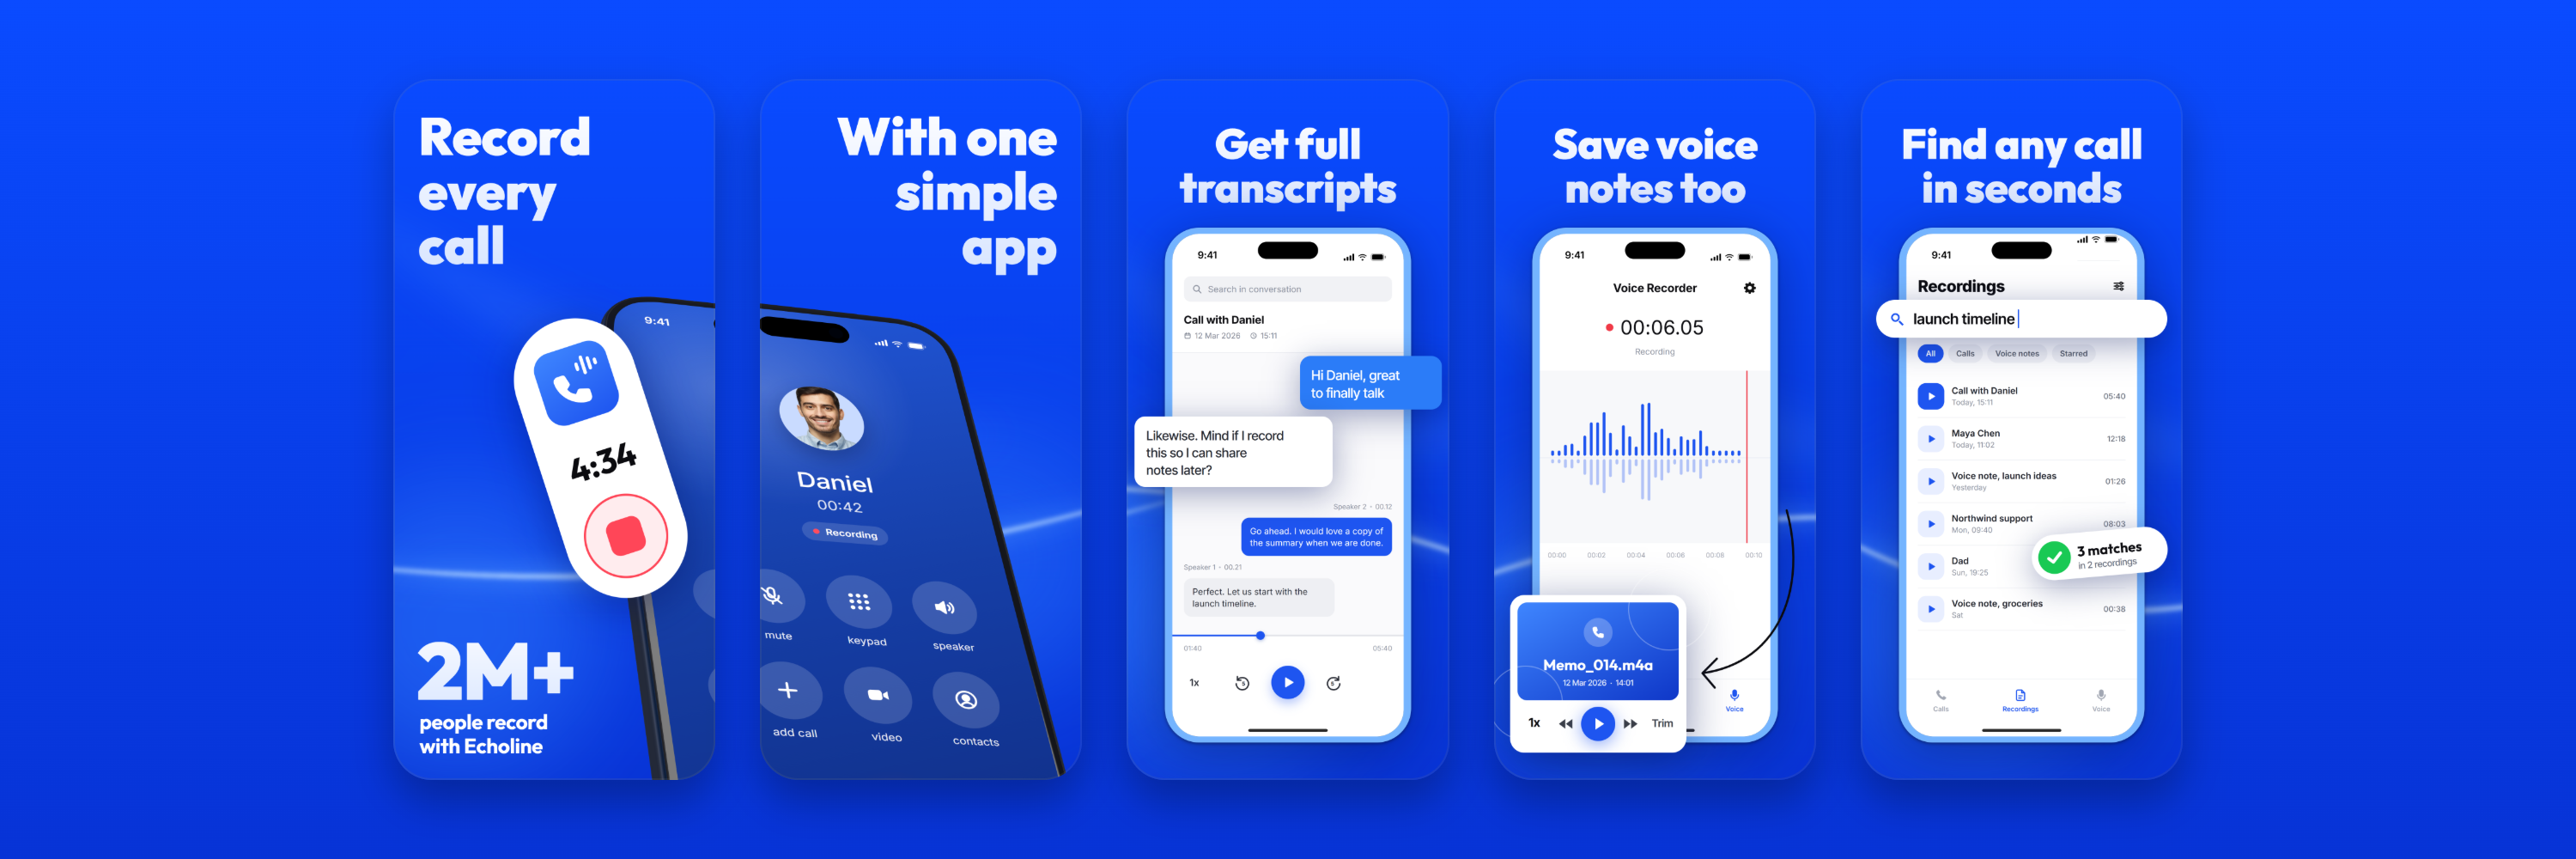 Record
every
call
9:41
4:34
2M+
people record
with Echoline
With one
simple
app
Daniel
00:42
Recording
mute
keypad
speaker
add call
video
contacts
Get full
transcripts
9:41
Search in conversation
Call with Daniel
12 Mar 2026 15:11
Hi Daniel, great
to finally talk
Likewise. Mind if I record
this so I can share
notes later?
Speaker 2 • 00.12
Go ahead. I would love a copy of
the summary when we are done.
Speaker 1 • 00.21
Perfect. Let us start with the
launch timeline.
01:40 05:40
1x 5 5
Save voice
notes too
9:41
Voice Recorder
00:06.05
Recording
00:00 00:02 00:04 00:06 00:08 00:10
Memo_014.m4a
12 Mar 2026 • 14:01
1x Trim
Voice
Find any call
in seconds
9:41
Recordings
launch timeline
All Calls Voice notes Starred
Call with Daniel
Today, 15:11
05:40
Maya Chen
Today, 11:02
12:18
Voice note, launch ideas
Yesterday
01:26
Northwind support
Mon, 09:40
08:03
Dad
Sun, 19:25
3 matches
in 2 recordings
Voice note, groceries
Sat
00:38
Calls Recordings Voice